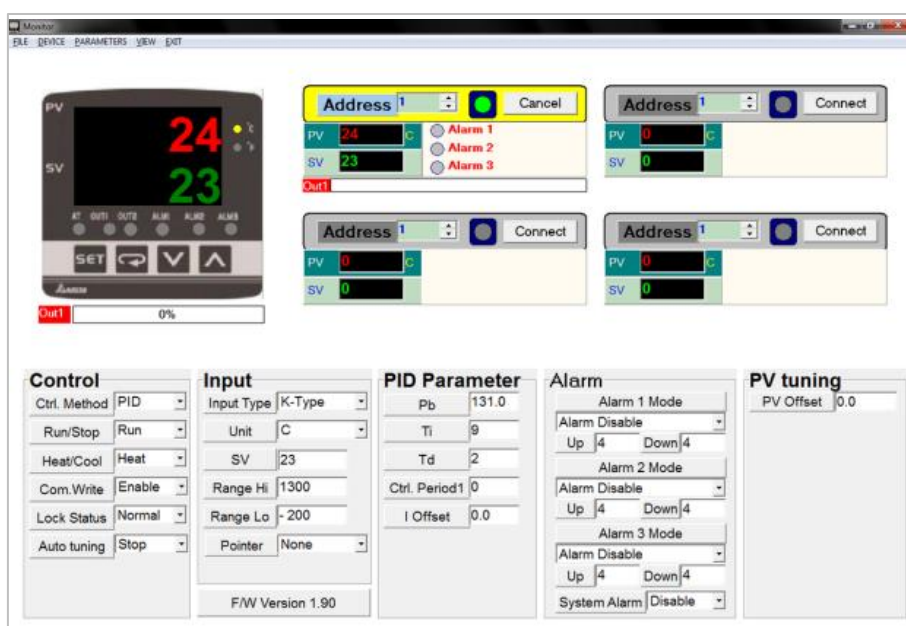 Monitor
FILE DEVICE PARAMETERS VIEW EXIT
PV
24 °C
°F
SV
23
AT OUT1 OUT2 ALM1 ALM2 ALM3
SET
Out1 0%
Address 1 Cancel
PV 24 C
SV 23
Alarm 1
Alarm 2
Alarm 3
Out1
Address 1 Connect
PV 0 C
SV 0
Address 1 Connect
PV 0 C
SV 0
Address 1 Connect
PV 0 C
SV 0
Control
Ctrl. Method PID
Run/Stop Run
Heat/Cool Heat
Com.Write Enable
Lock Status Normal
Auto tuning Stop
Input
Input Type K-Type
Unit C
SV 23
Range Hi 1300
Range Lo - 200
Pointer None
F/W Version 1.90
PID Parameter
Pb 131.0
Ti 9
Td 2
Ctrl. Period1 0
I Offset 0.0
Alarm
Alarm 1 Mode
Alarm Disable
Up 4 Down 4
Alarm 2 Mode
Alarm Disable
Up 4 Down 4
Alarm 3 Mode
Alarm Disable
Up 4 Down 4
System Alarm Disable
PV tuning
PV Offset 0.0